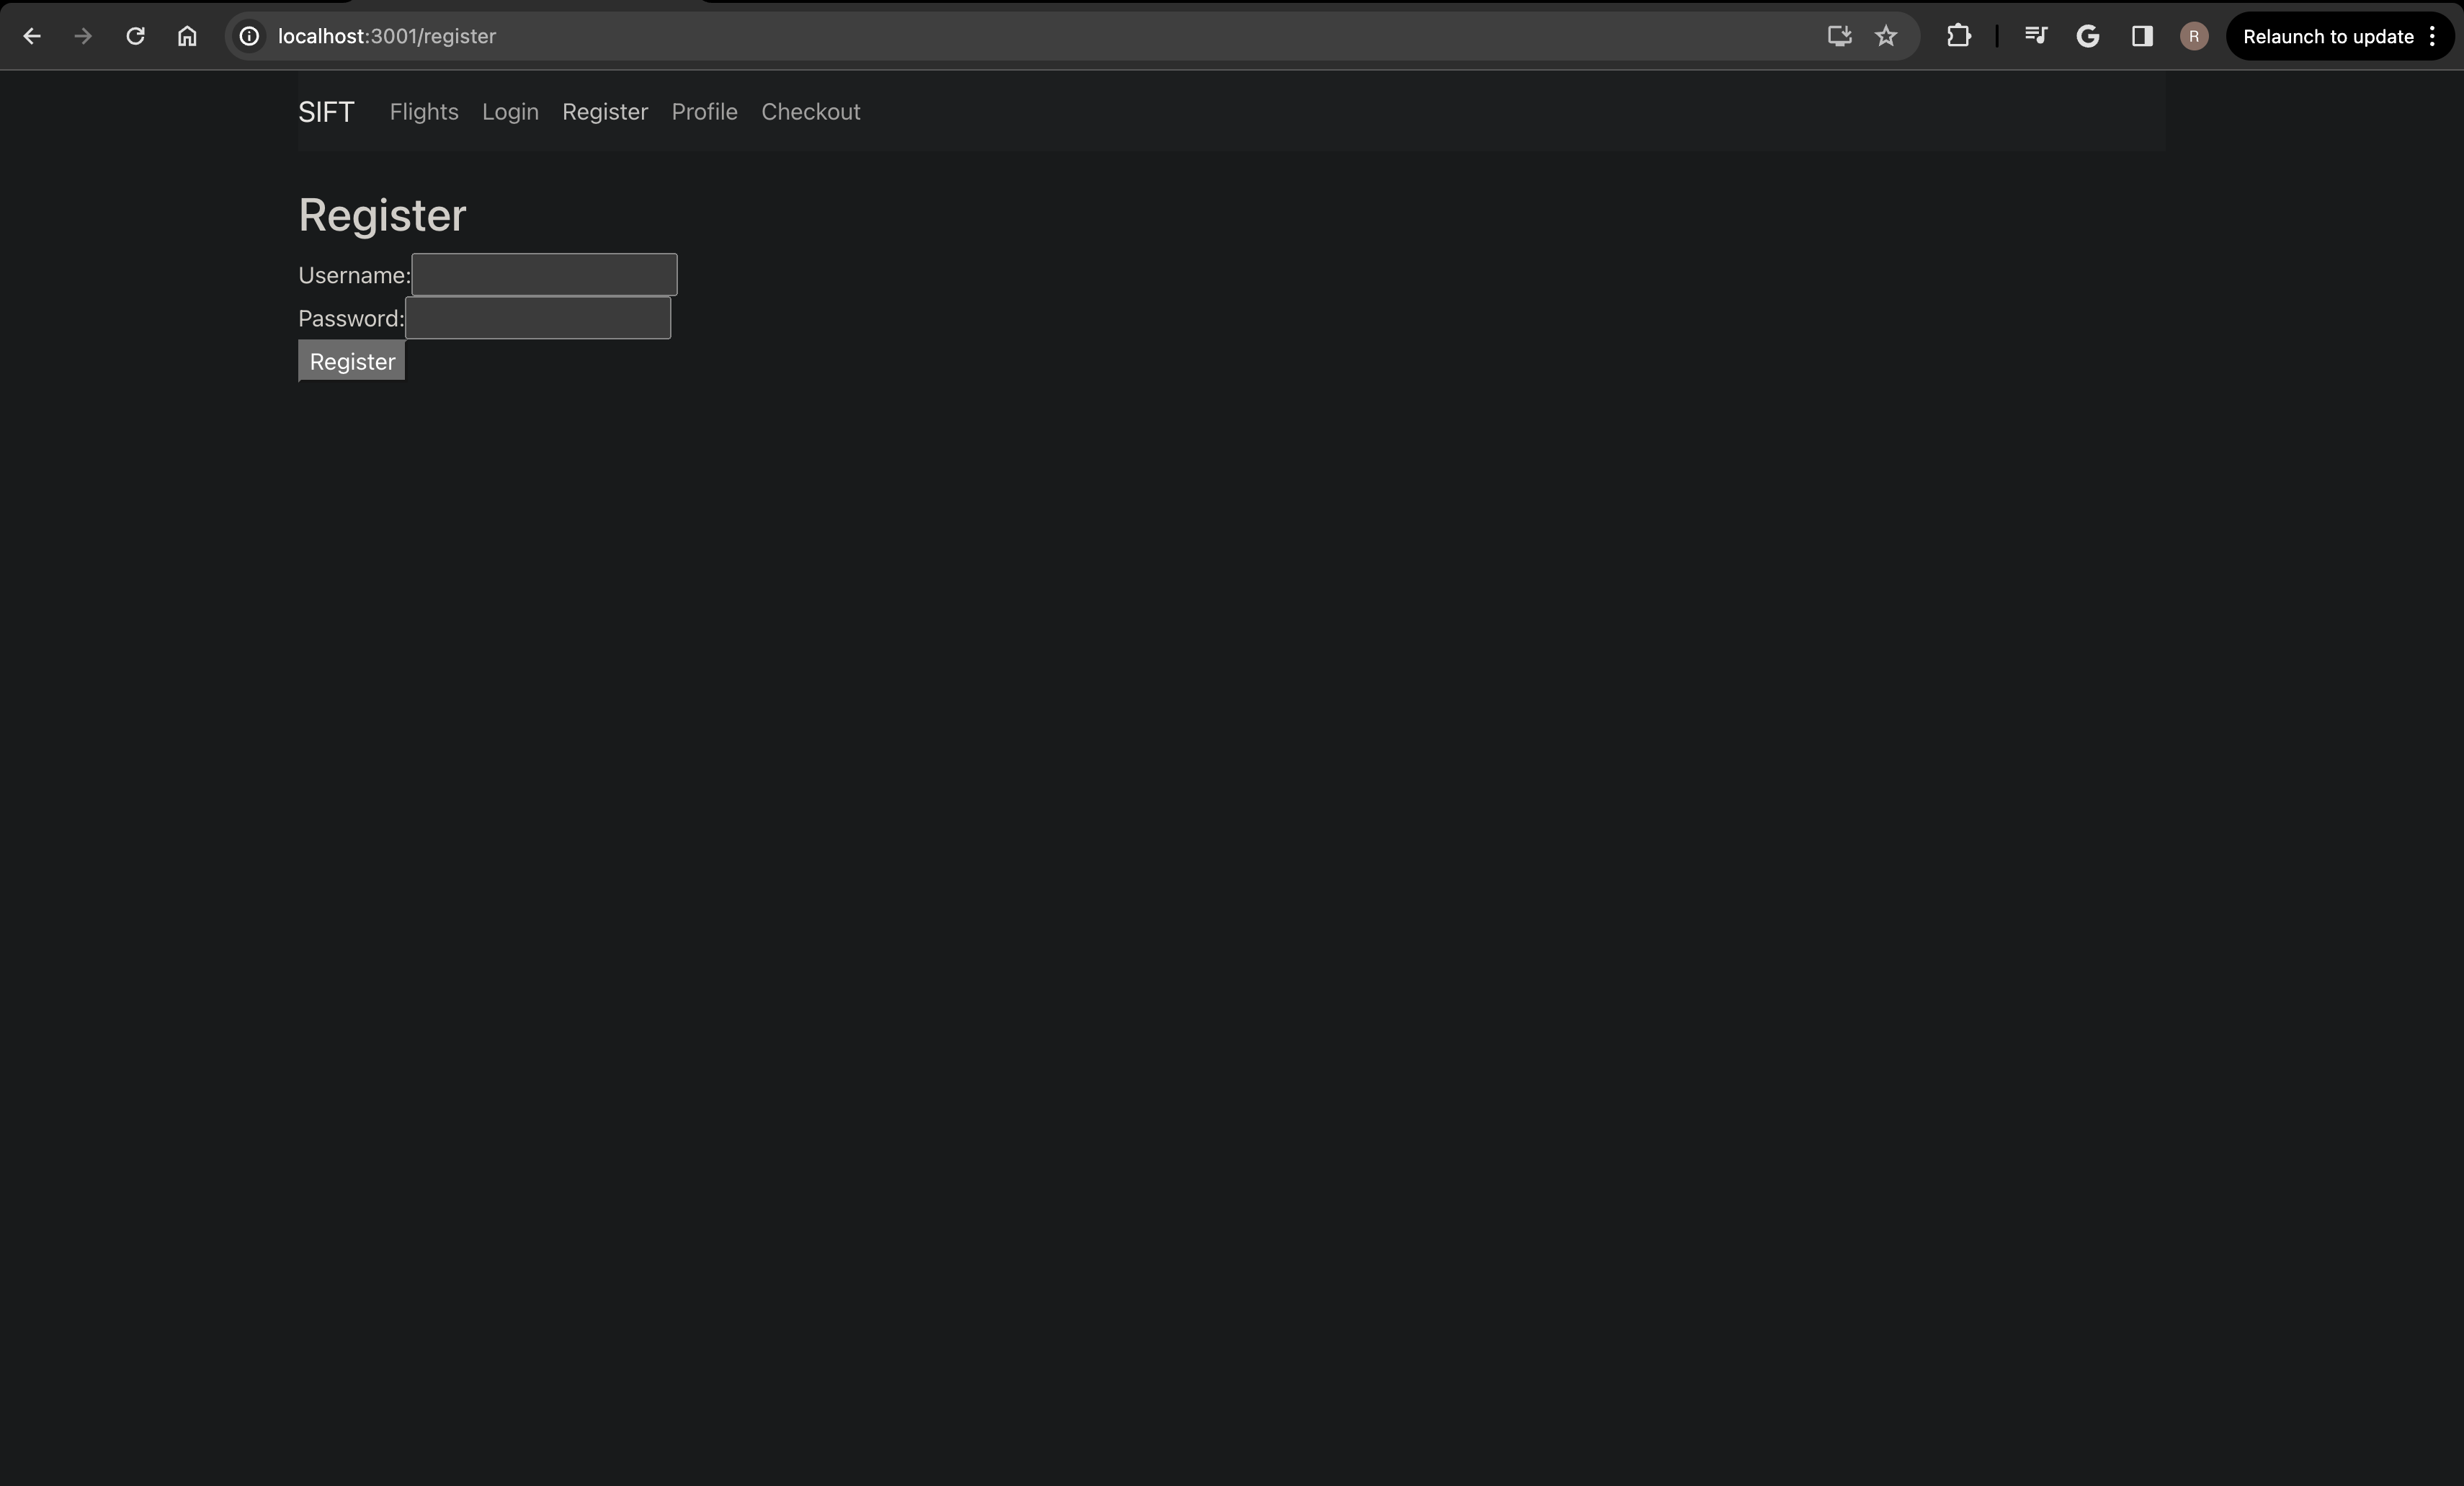 localhost:3001/register
R
Relaunch to update
SIFT Flights Login Register Profile Checkout
Register
Username:
Password:
Register